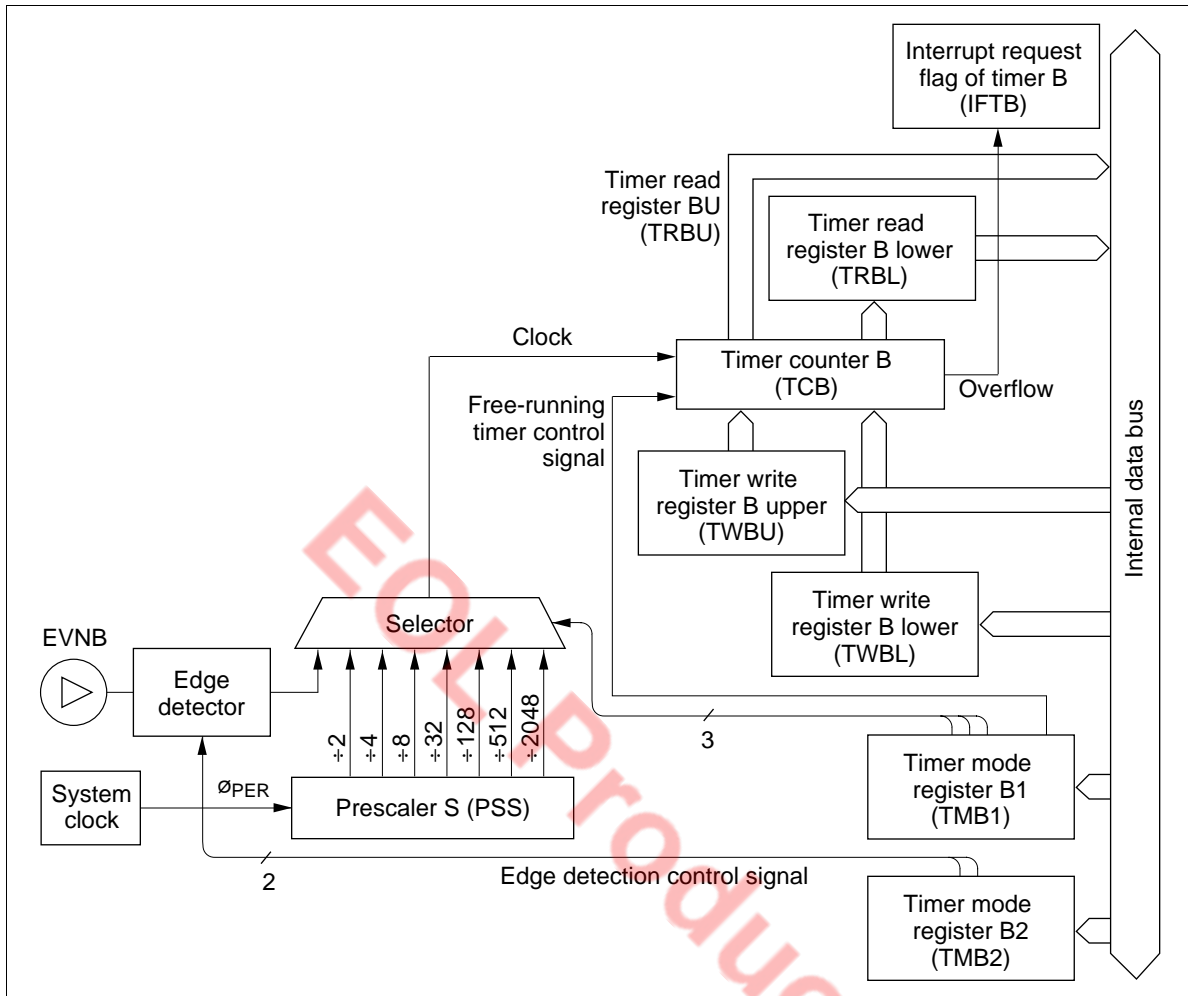 Interrupt request
flag of timer B
(IFTB)
Timer read
register BU
(TRBU)
Timer read
register B lower
(TRBL)
Clock
Timer counter B
(TCB)
Overflow
Free-running
timer control
signal
Timer write
register B upper
(TWBU)
Internal data bus
Timer write
register B lower
(TWBL)
Selector
EVNB
Edge
detector
÷2
÷4
÷8
÷32
÷128
÷512
÷2048
3
System
clock
øPER
Prescaler S (PSS)
Timer mode
register B1
(TMB1)
2
Edge detection control signal
Timer mode
register B2
(TMB2)
EOL Produc